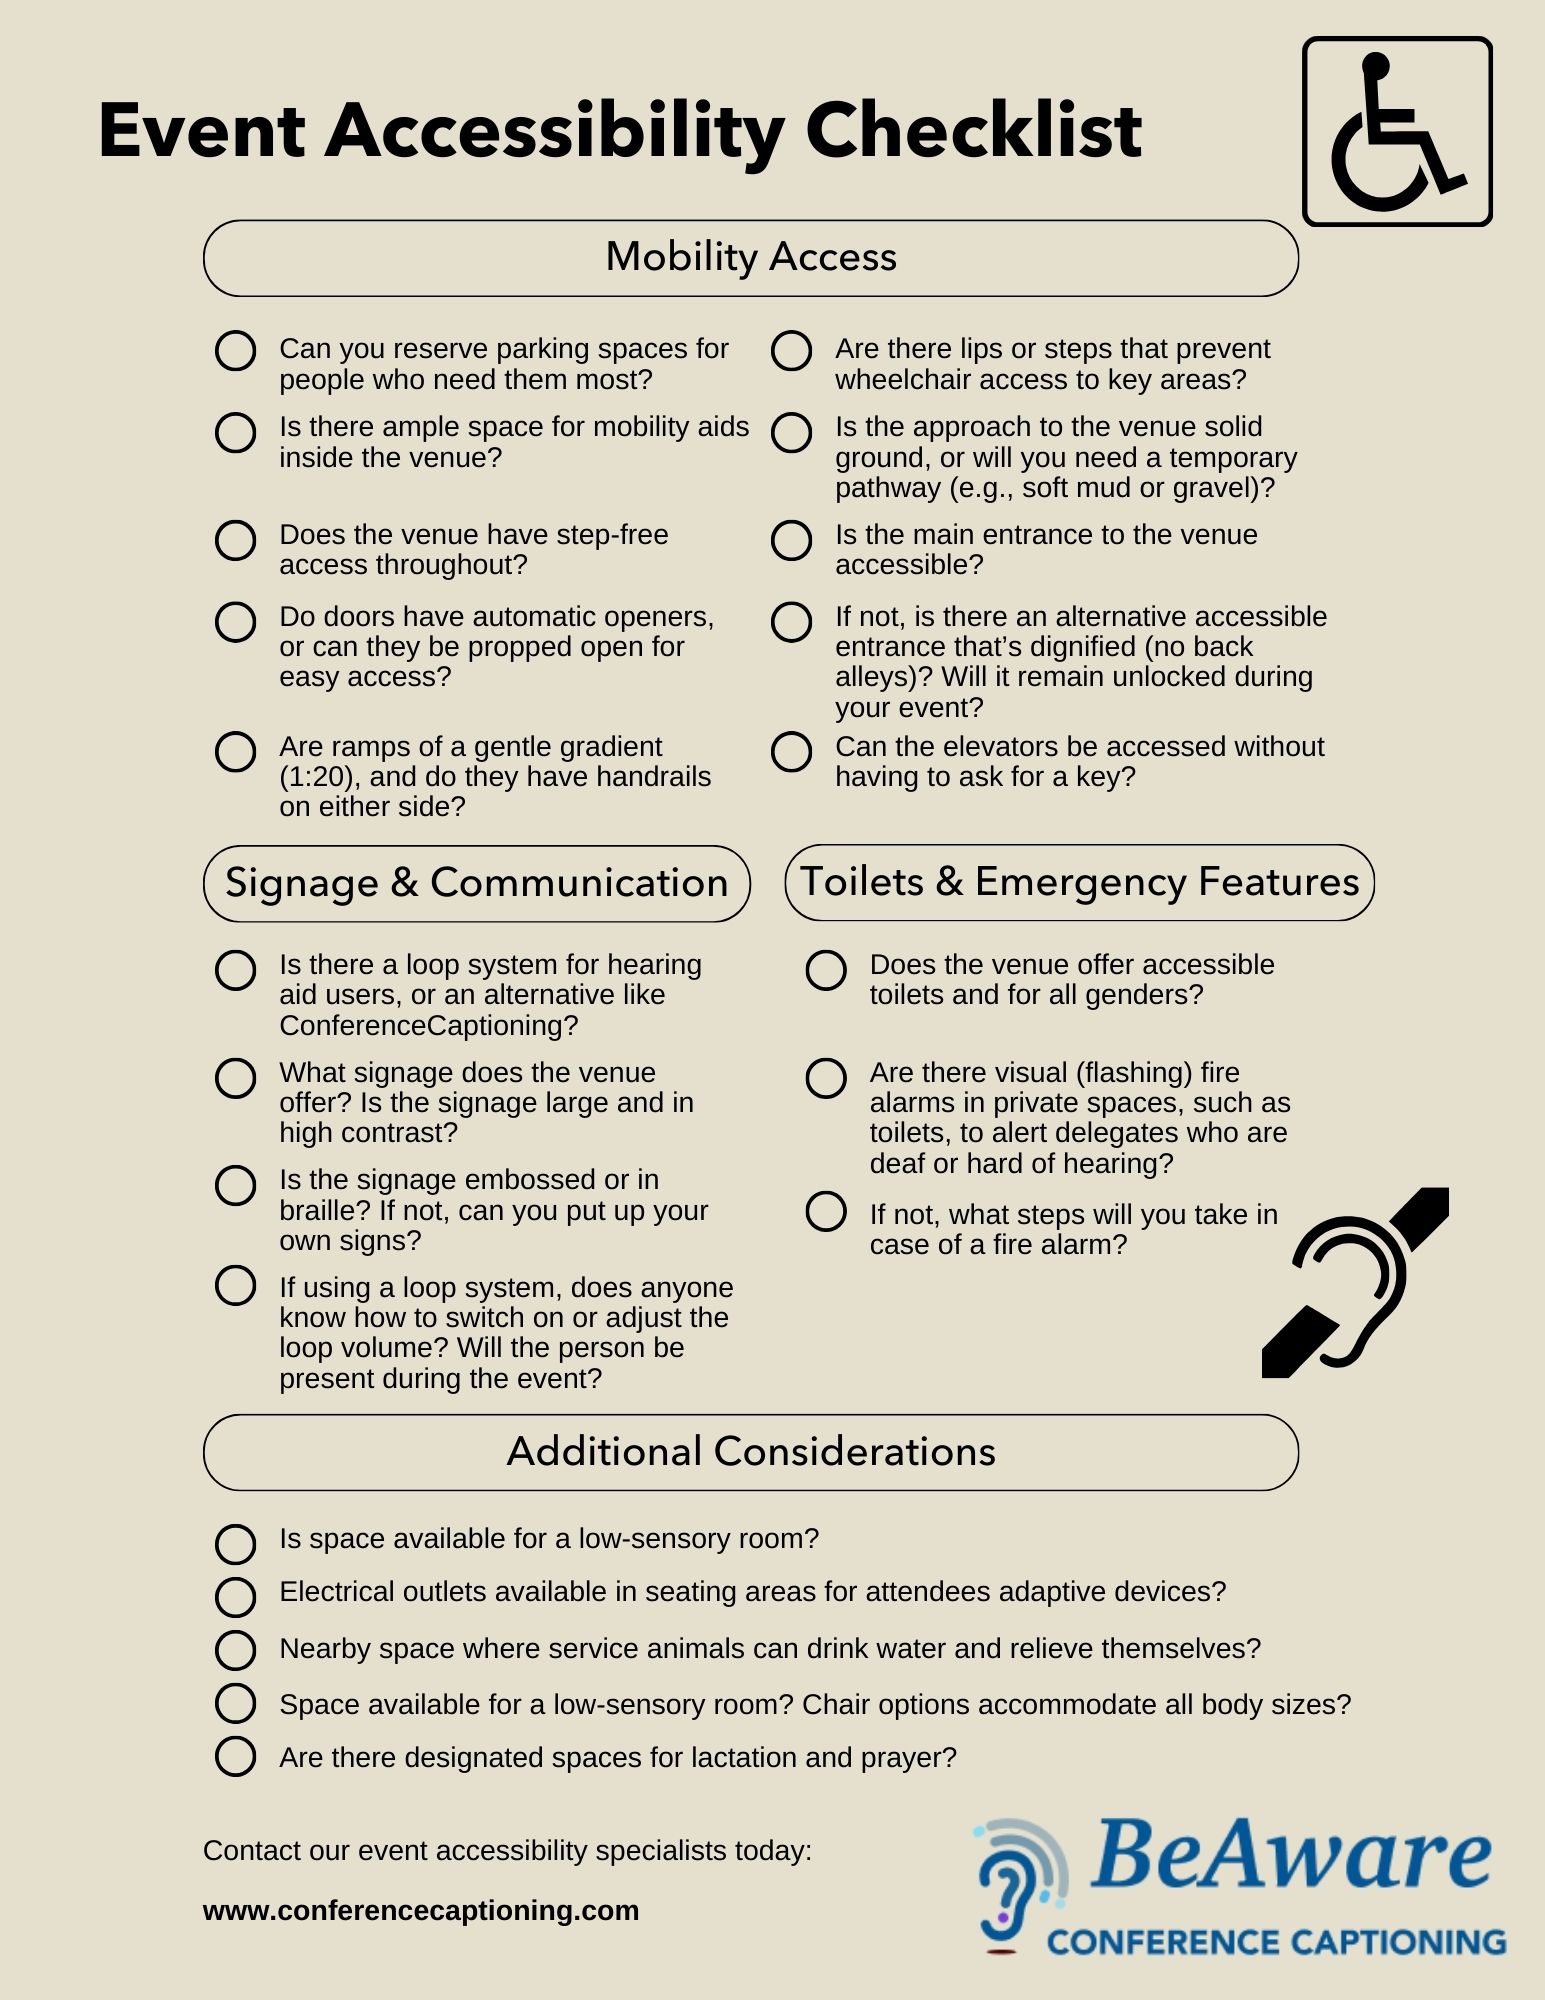 Event Accessibility Checklist
Mobility Access
Can you reserve parking spaces for
people who need them most?
Is there ample space for mobility aids
inside the venue?
Does the venue have step-free
access throughout?
Do doors have automatic openers,
or can they be propped open for
easy access?
Are ramps of a gentle gradient
(1:20), and do they have handrails
on either side?
Are there lips or steps that prevent
wheelchair access to key areas?
Is the approach to the venue solid
ground, or will you need a temporary
pathway (e.g., soft mud or gravel)?
Is the main entrance to the venue
accessible?
If not, is there an alternative accessible
entrance that’s dignified (no back
alleys)? Will it remain unlocked during
your event?
Can the elevators be accessed without
having to ask for a key?
Signage & Communication
Is there a loop system for hearing
aid users, or an alternative like
ConferenceCaptioning?
What signage does the venue
offer? Is the signage large and in
high contrast?
Is the signage embossed or in
braille? If not, can you put up your
own signs?
If using a loop system, does anyone
know how to switch on or adjust the
loop volume? Will the person be
present during the event?
Toilets & Emergency Features
Does the venue offer accessible
toilets and for all genders?
Are there visual (flashing) fire
alarms in private spaces, such as
toilets, to alert delegates who are
deaf or hard of hearing?
If not, what steps will you take in
case of a fire alarm?
Additional Considerations
Is space available for a low-sensory room?
Electrical outlets available in seating areas for attendees adaptive devices?
Nearby space where service animals can drink water and relieve themselves?
Space available for a low-sensory room? Chair options accommodate all body sizes?
Are there designated spaces for lactation and prayer?
Contact our event accessibility specialists today:
www.conferencecaptioning.com
BeAware
CONFERENCE CAPTIONING